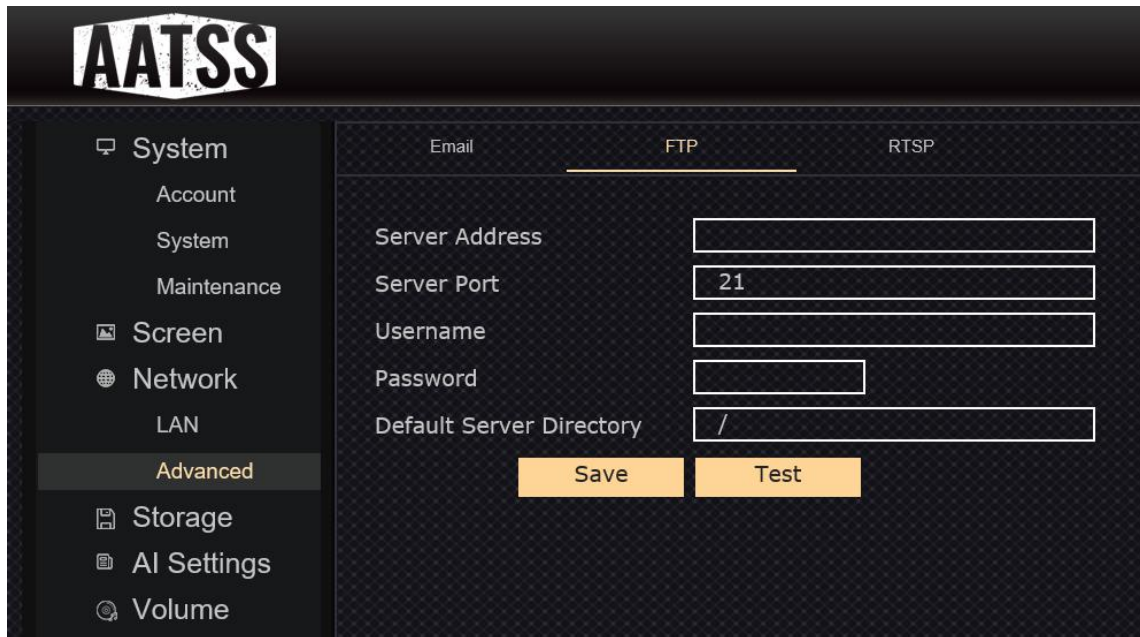 AATSS
System
Account
System
Maintenance
Screen
Network
LAN
Advanced
Storage
AI Settings
Volume
Email FTP RTSP
Server Address
Server Port 21
Username
Password
Default Server Directory /
Save Test